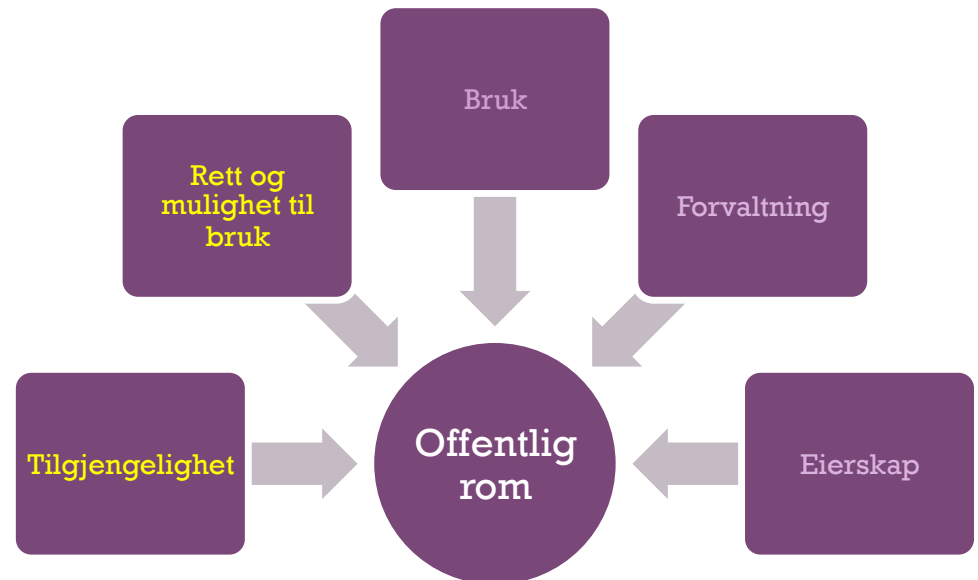 Bruk
Rett og
mulighet til
bruk
Forvaltning
Tilgjengelighet
Offentlig
rom
Eierskap